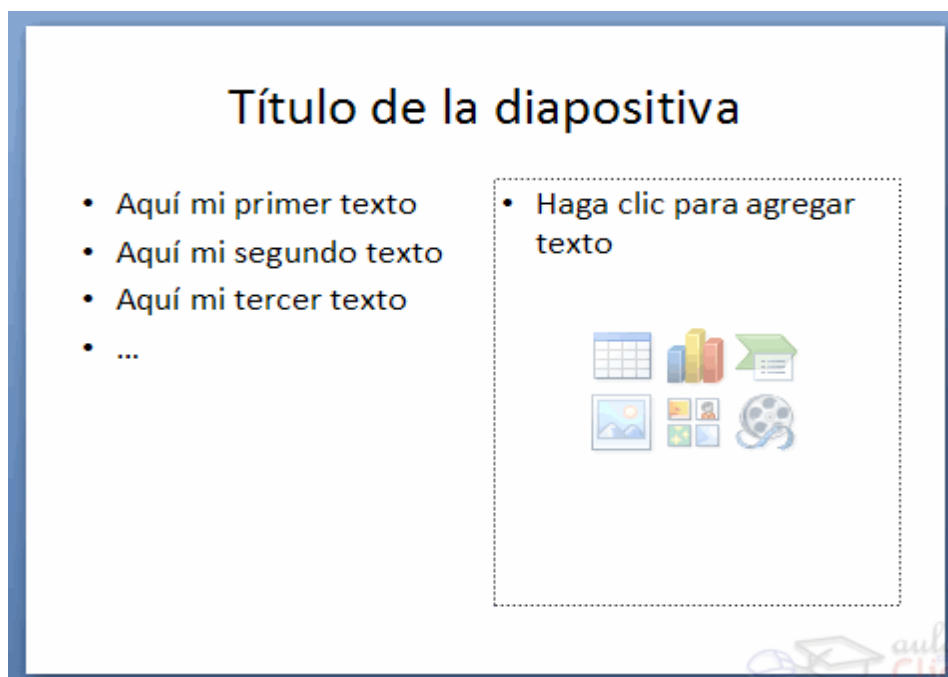 Título de la diapositiva
• Aquí mi primer texto
• Aquí mi segundo texto
• Aquí mi tercer texto
• ...
• Haga clic para agregar
texto